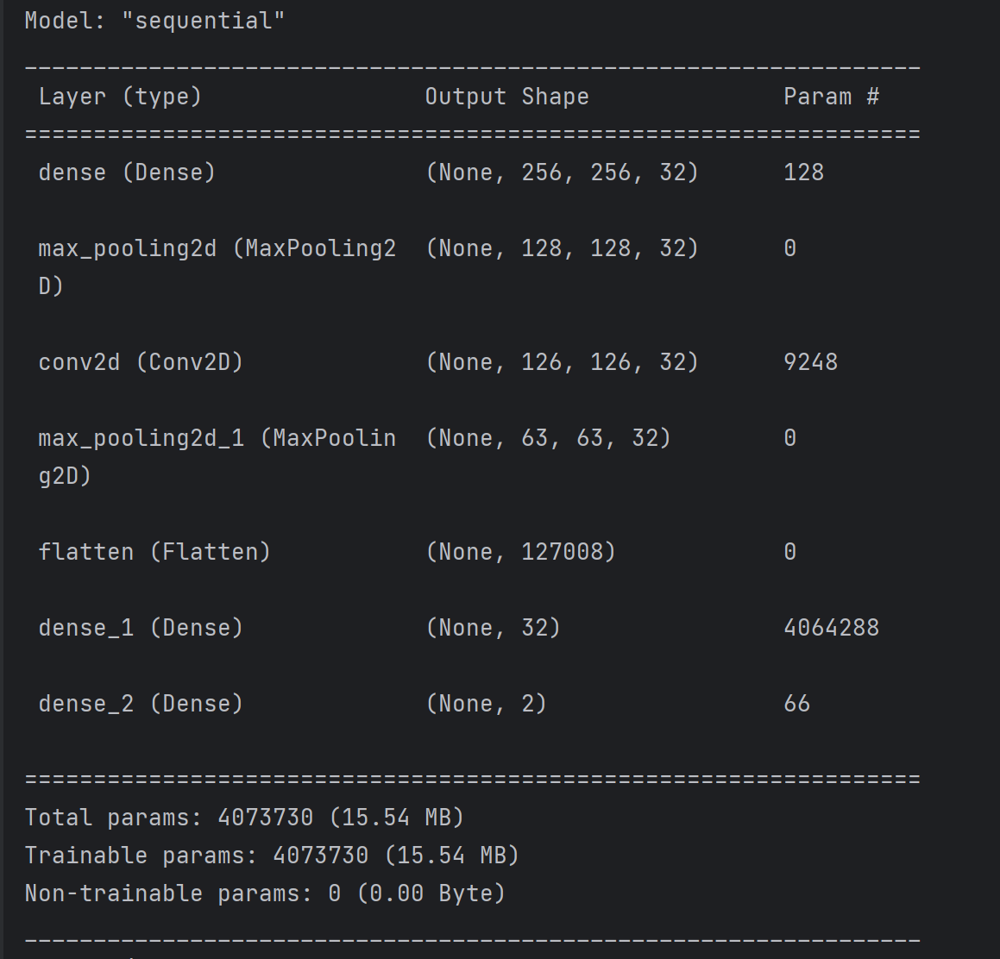 Model: "sequential"
_________________________________________________________________
Layer (type) Output Shape Param #
=================================================================
dense (Dense) (None, 256, 256, 32) 128
max_pooling2d (MaxPooling2 (None, 128, 128, 32) 0
D)
conv2d (Conv2D) (None, 126, 126, 32) 9248
max_pooling2d_1 (MaxPoolin (None, 63, 63, 32) 0
g2D)
flatten (Flatten) (None, 127008) 0
dense_1 (Dense) (None, 32) 4064288
dense_2 (Dense) (None, 2) 66
=================================================================
Total params: 4073730 (15.54 MB)
Trainable params: 4073730 (15.54 MB)
Non-trainable params: 0 (0.00 Byte)
_________________________________________________________________